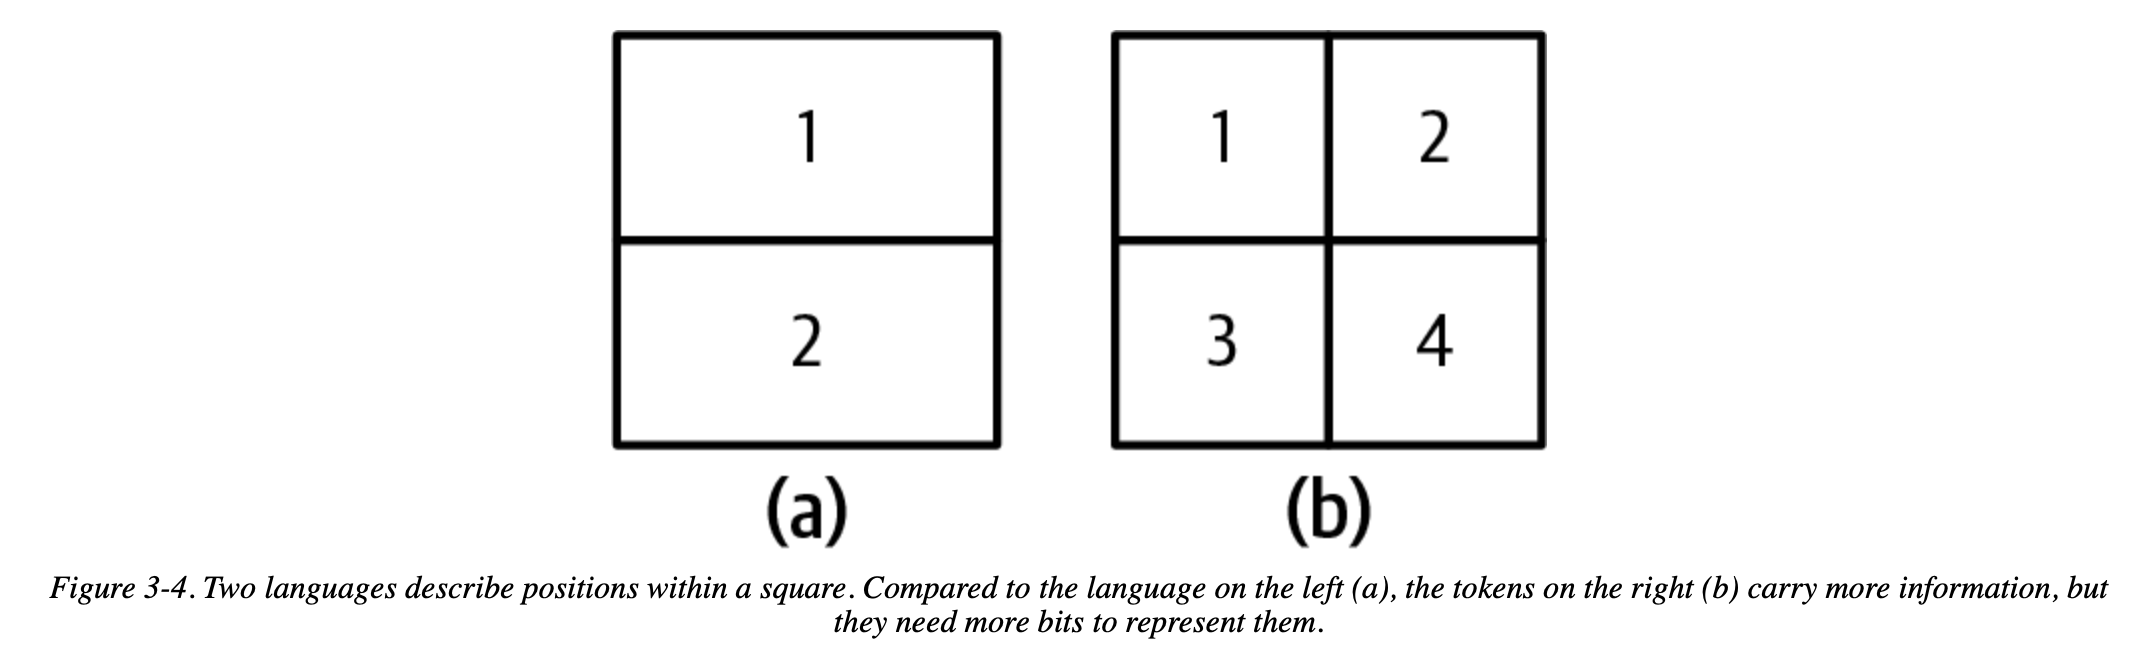 1
2
(a)
1 2
3 4
(b)
Figure 3-4. Two languages describe positions within a square. Compared to the language on the left (a), the tokens on the right (b) carry more information, but
they need more bits to represent them.